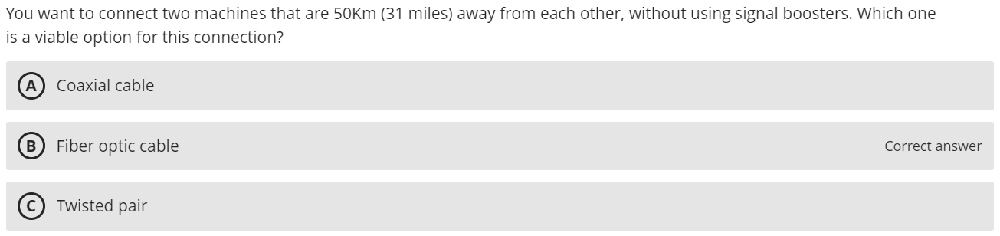 You want to connect two machines that are 50Km (31 miles) away from each other, without using signal boosters. Which one
is a viable option for this connection?
A Coaxial cable
B Fiber optic cable Correct answer
C Twisted pair